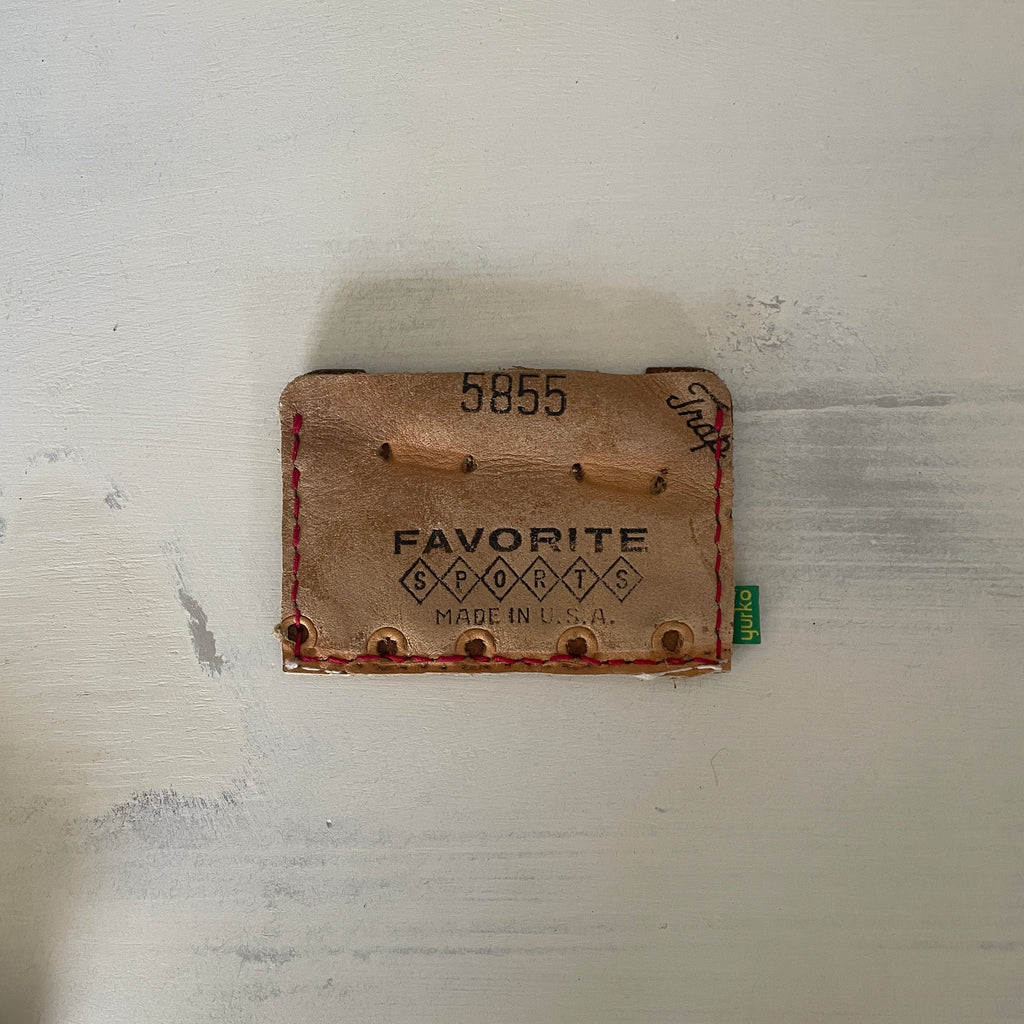 5855
Trap
FAVORITE
SPORTS
MADE IN U.S.A.
yurko